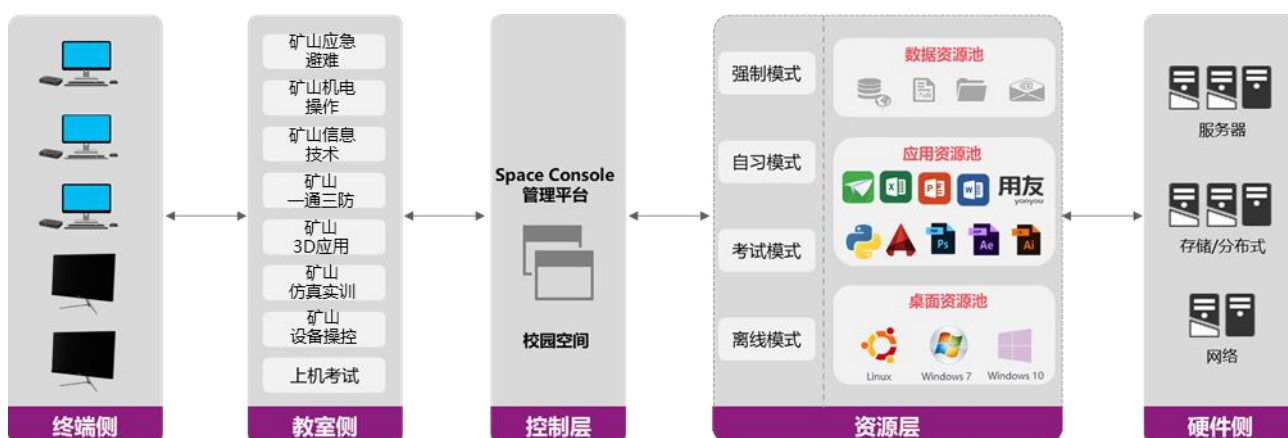 矿山应急
避难
矿山机电
操作
矿山信息
技术
矿山
一通三防
矿山
3D应用
矿山
仿真实训
矿山
设备操控
上机考试
Space Console
管理平台
校园空间
强制模式
自习模式
考试模式
离线模式
数据资源池
应用资源池
用友
yonyou
Ps
Ae
Ai
桌面资源池
Linux
Windows 7
Windows 10
服务器
存储/分布式
网络
终端侧
教室侧
控制层
资源层
硬件侧